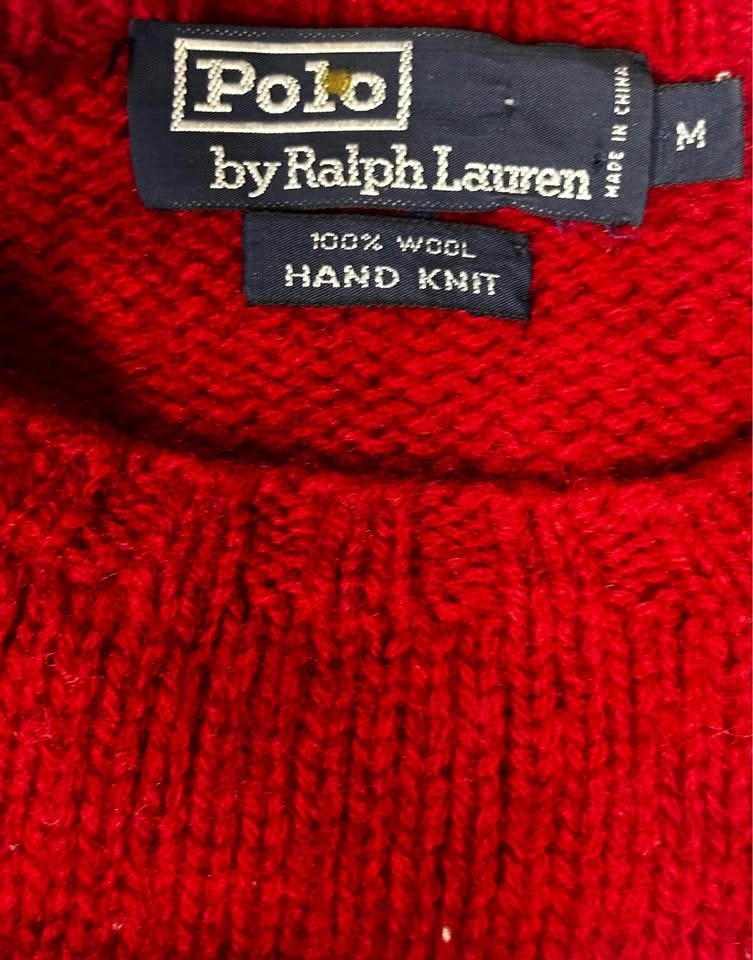 Polo
by Ralph Lauren
MADE IN CHINA
M
100% WOOL
HAND KNIT